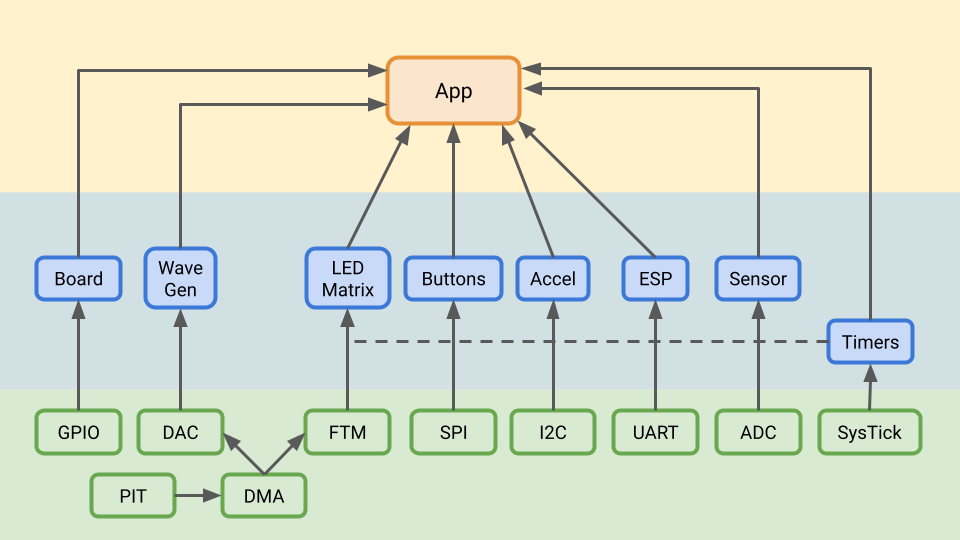 App
Board
Wave
Gen
LED
Matrix
Buttons
Accel
ESP
Sensor
Timers
GPIO
DAC
FTM
SPI
I2C
UART
ADC
SysTick
PIT
DMA